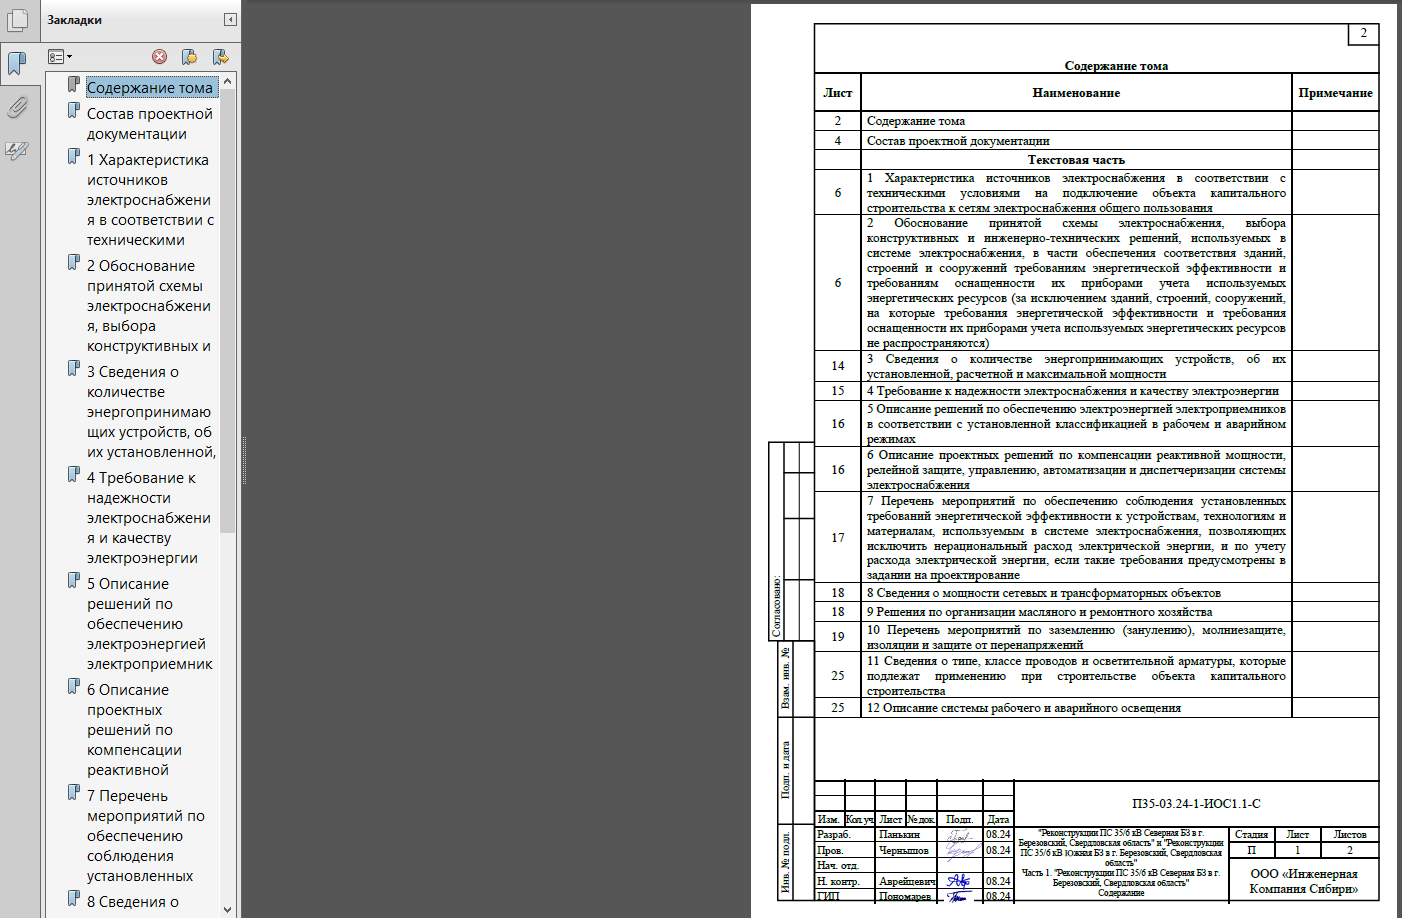 Закладки
Содержание тома
Состав проектной
документации
1 Характеристика
источников
электроснабжени
я в соответствии с
техническими
2 Обоснование
принятой схемы
электроснабжени
я, выбора
конструктивных и
3 Сведения о
количестве
энергопринимаю
щих устройств, об
их установленной,
4 Требование к
надежности
электроснабжени
я и качеству
электроэнергии
5 Описание
решений по
обеспечению
электроэнергией
электроприемник
6 Описание
проектных
решений по
компенсации
реактивной
7 Перечень
мероприятий по
обеспечению
соблюдения
установленных
8 Сведения о
2
Содержание тома
Лист Наименование Примечание
2 Содержание тома
4 Состав проектной документации
Текстовая часть
1 Характеристика источников электроснабжения в соответствии с
6 техническими условиями на подключение объекта капитального
строительства к сетям электроснабжения общего пользования
2 Обоснование принятой схемы электроснабжения, выбора
конструктивных и инженерно-технических решений, используемых в
системе электроснабжения, в части обеспечения соответствия зданий,
строений и сооружений требованиям энергетической эффективности и
6 требованиям оснащенности их приборами учета используемых
энергетических ресурсов (за исключением зданий, строений, сооружений,
на которые требования энергетической эффективности и требования
оснащенности их приборами учета используемых энергетических ресурсов
не распространяются)
14 3 Сведения о количестве энергопринимающих устройств, об их
установленной, расчетной и максимальной мощности
15 4 Требование к надежности электроснабжения и качеству электроэнергии
5 Описание решений по обеспечению электроэнергией электроприемников
16 в соответствии с установленной классификацией в рабочем и аварийном
режимах
6 Описание проектных решений по компенсации реактивной мощности,
16 релейной защите, управлению, автоматизации и диспетчеризации системы
электроснабжения
7 Перечень мероприятий по обеспечению соблюдения установленных
требований энергетической эффективности к устройствам, технологиям и
материалам, используемым в системе электроснабжения, позволяющих
17 исключить нерациональный расход электрической энергии, и по учету
расхода электрической энергии, если такие требования предусмотрены в
задании на проектирование
18 8 Сведения о мощности сетевых и трансформаторных объектов
18 9 Решения по организации масляного и ремонтного хозяйства
19 10 Перечень мероприятий по заземлению (занулению), молниезащите,
изоляции и защите от перенапряжений
11 Сведения о типе, классе проводов и осветительной арматуры, которые
25 подлежат применению при строительстве объекта капитального
строительства
25 12 Описание системы рабочего и аварийного освещения
Согласовано:
Взам. инв. №
Подп. и дата
Инв. № подл.
П35-03.24-1-ИОС1.1-С
Изм. Кол.уч. Лист № док. Подп. Дата
Разраб. Панькин 08.24
Пров. Чернышов 08.24
Нач. отд.
Н. контр. Аврейцевич 08.24
ГИП Пономарев 08.24
"Реконструкции ПС 35/6 кВ Северная БЗ в г.
Березовский, Свердловская область" и "Реконструкции
ПС 35/6 кВ Южная БЗ в г. Березовский, Свердловская
область"
Часть 1. "Реконструкции ПС 35/6 кВ Северная БЗ в г.
Березовский, Свердловская область"
Содержание
Стадия Лист Листов
П 1 2
ООО «Инженерная
Компания Сибири»